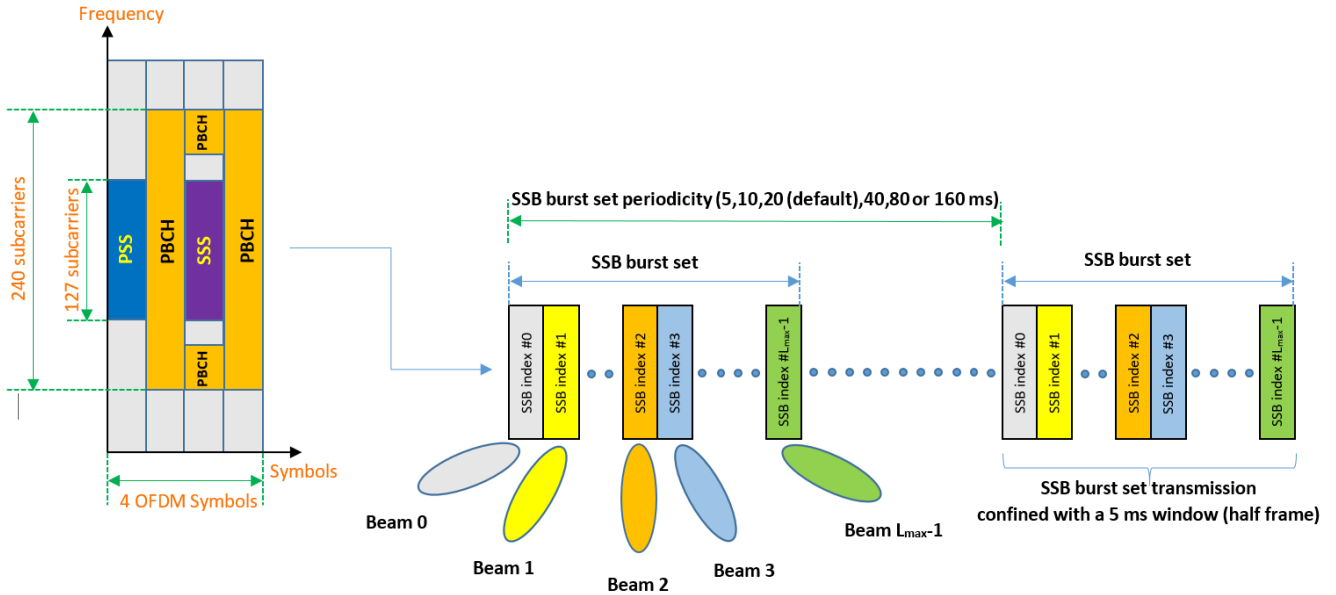 Frequency
240 subcarriers
127 subcarriers
PSS
PBCH
PBCH
SSS
PBCH
PBCH
Symbols
4 OFDM Symbols
SSB burst set periodicity (5,10,20 (default),40,80 or 160 ms)
SSB burst set
SSB index #0
SSB index #1
SSB index #2
SSB index #3
SSB index #Lmax-1
Beam 0
Beam 1
Beam 2
Beam 3
Beam Lmax-1
SSB burst set
SSB index #0
SSB index #1
SSB index #2
SSB index #3
SSB index #Lmax-1
SSB burst set transmission
confined with a 5 ms window (half frame)